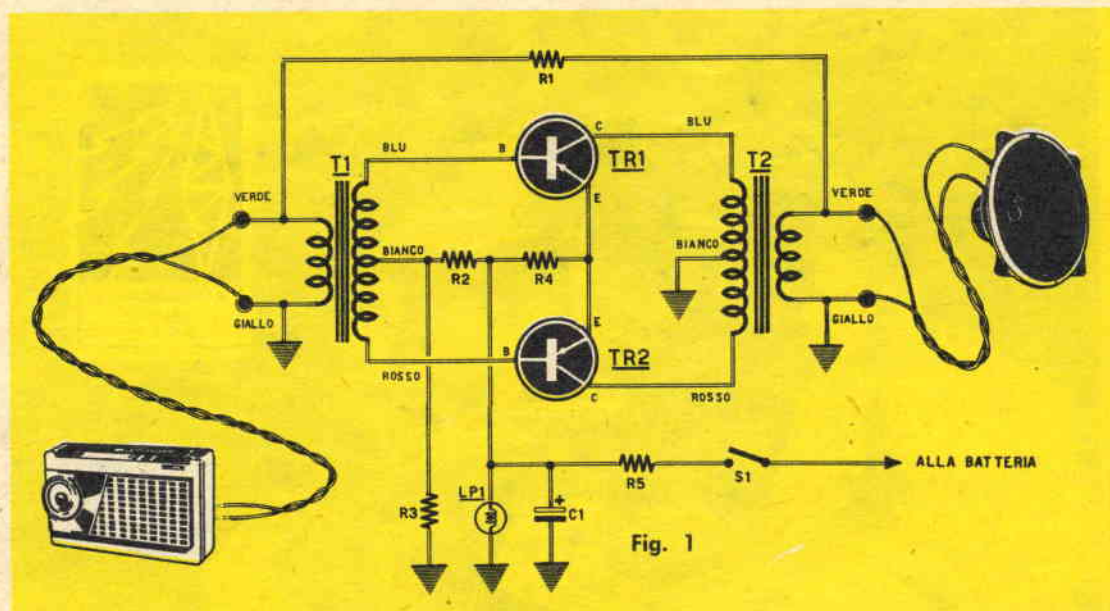 R1
BLU
C
BLU
B
T1
TR1
T2
VERDE
E
VERDE
BIANCO
R2
R4
BIANCO
GIALLO
E
GIALLO
B
TR2
ROSSO
C
ROSSO
R3
LP1
+
C1
R5
S1
ALLA BATTERIA
Fig. 1